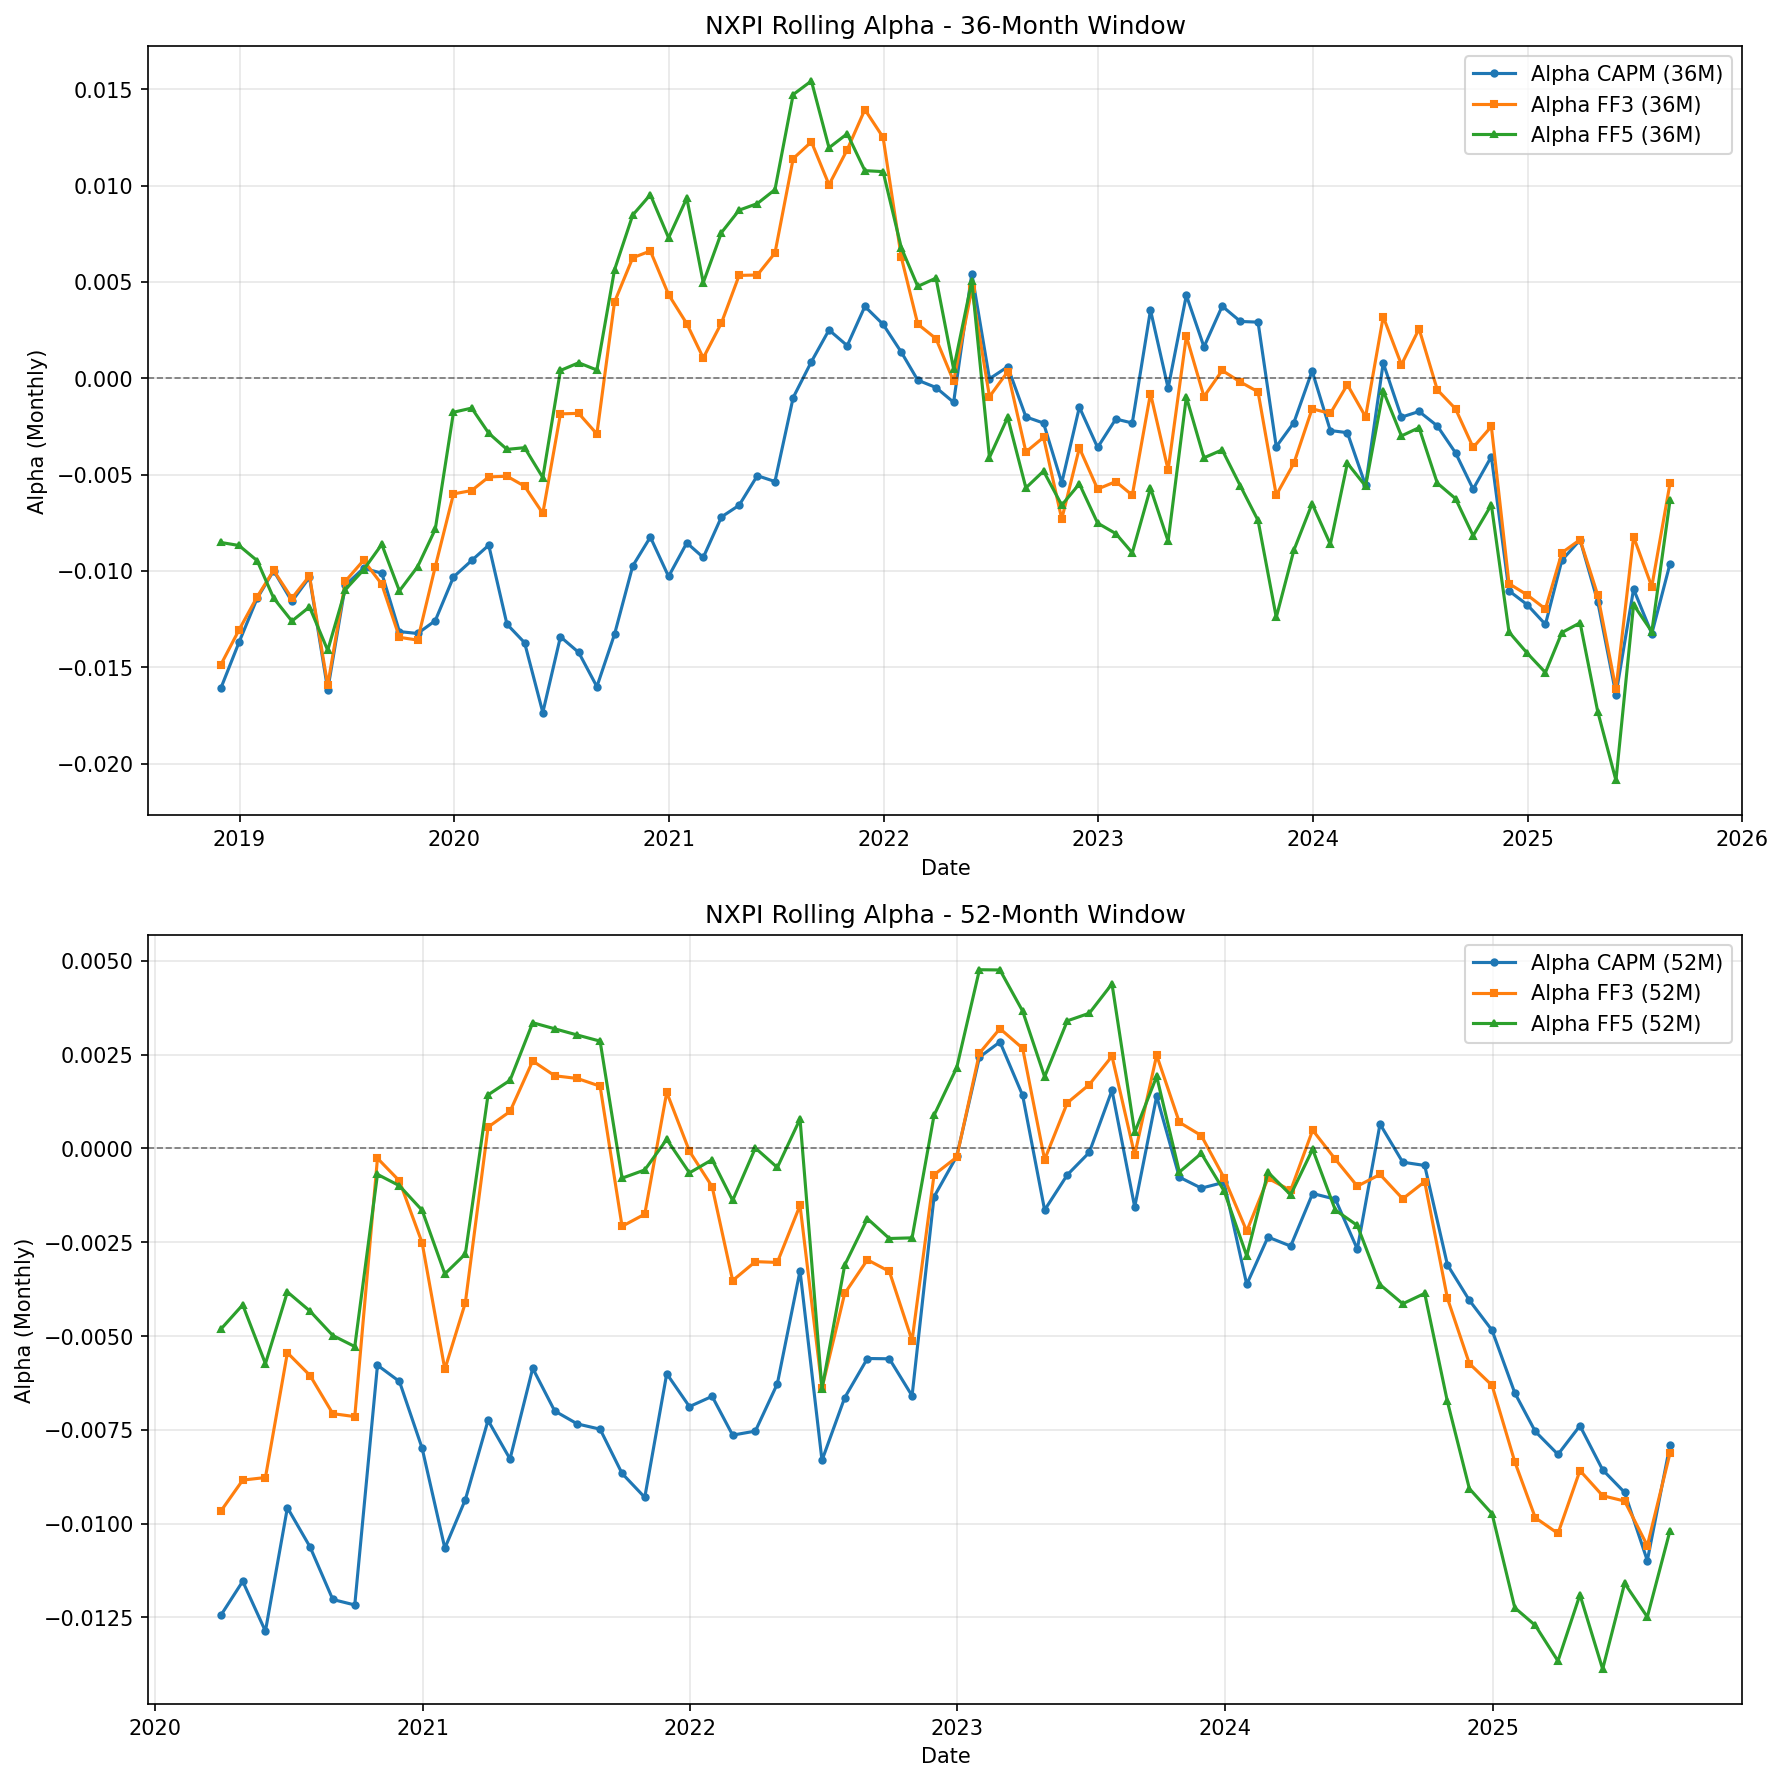 NXPI Rolling Alpha - 36-Month Window
Alpha CAPM (36M)
Alpha FF3 (36M)
Alpha FF5 (36M)
Alpha (Monthly)
0.015
0.010
0.005
0.000
−0.005
−0.010
−0.015
−0.020
2019 2020 2021 2022 2023 2024 2025 2026
Date
NXPI Rolling Alpha - 52-Month Window
Alpha CAPM (52M)
Alpha FF3 (52M)
Alpha FF5 (52M)
Alpha (Monthly)
0.0050
0.0025
0.0000
−0.0025
−0.0050
−0.0075
−0.0100
−0.0125
2020 2021 2022 2023 2024 2025
Date